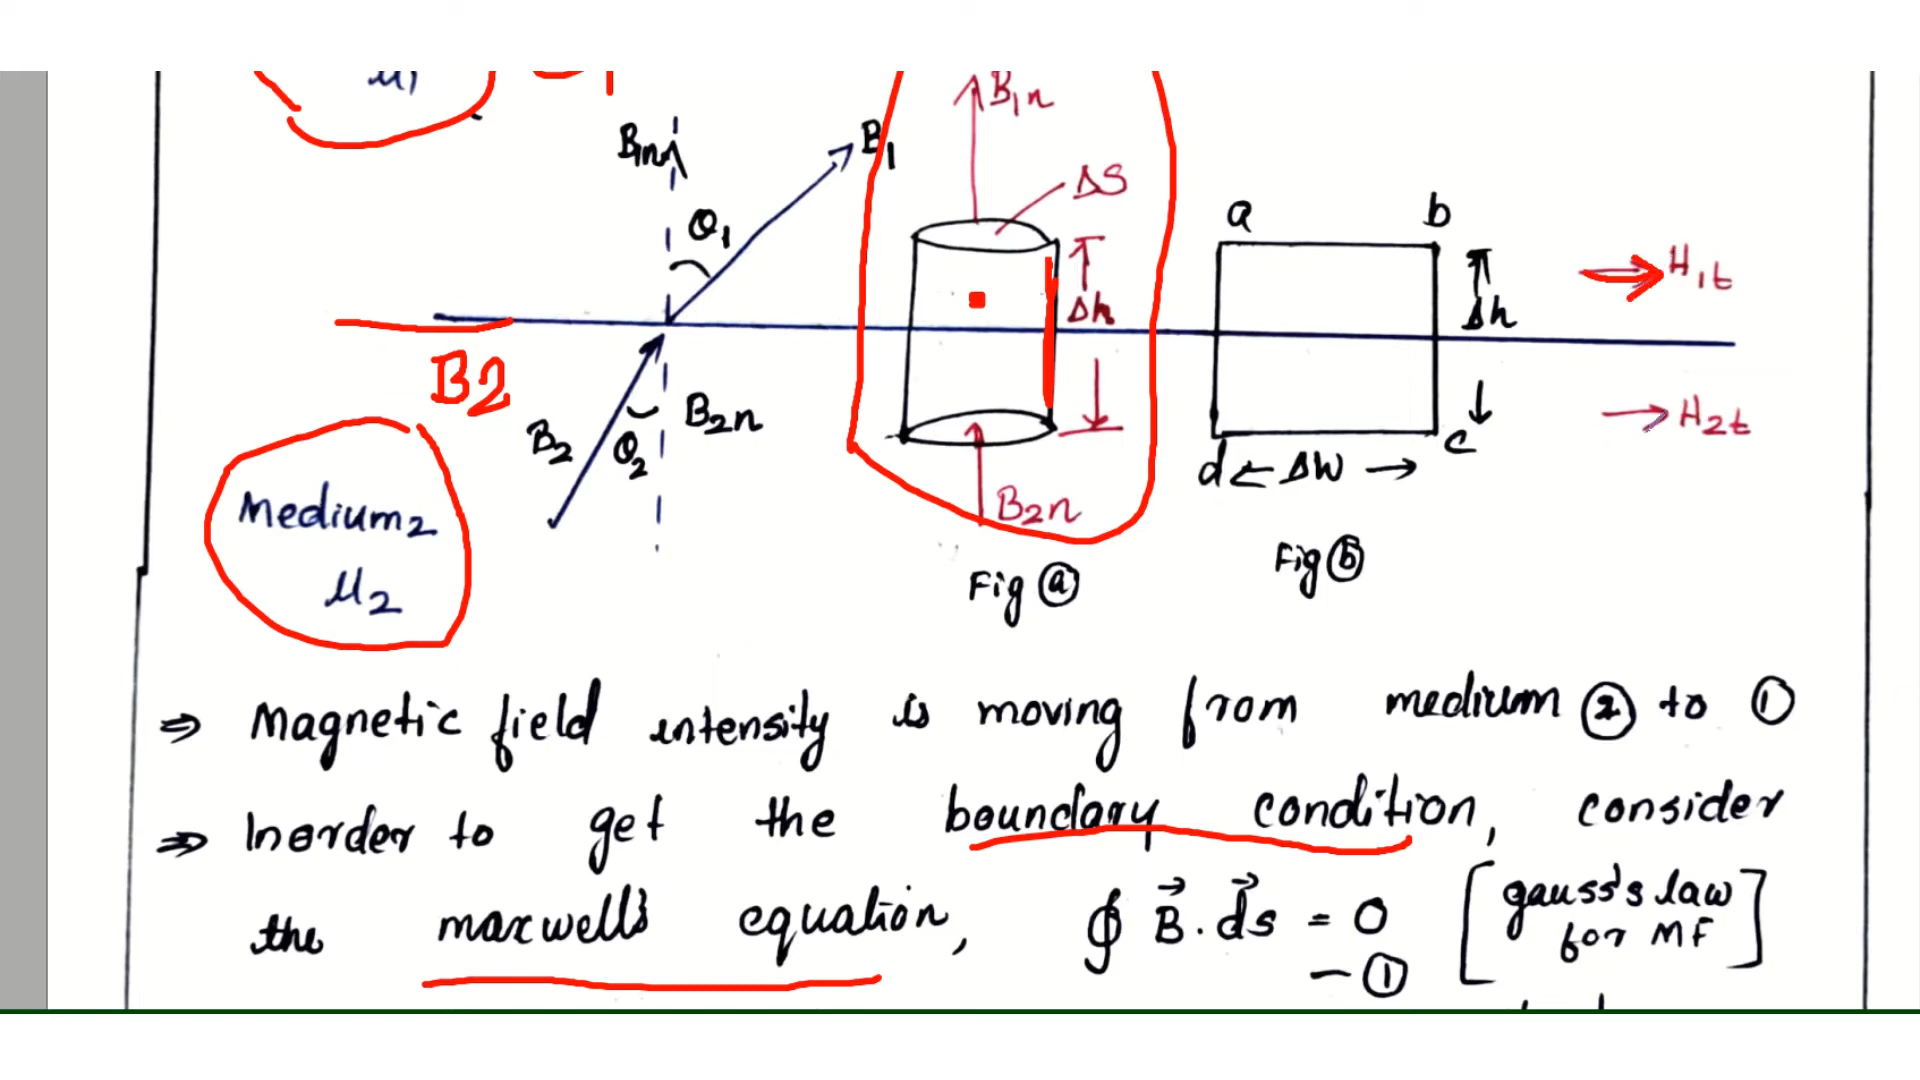 μ1
B1n
B1n
B1
ΔS
θ1
a
b
H1t
Δh
Δh
B2
B2n
H2t
B2
θ2
c
d ← ΔW →
Medium2
B2n
μ2
Fig ⓐ
Fig ⓑ
⇒ Magnetic field intensity is moving from medium ② to ①
⇒ Inorder to get the boundary condition, consider
the maxwell's equation, ∮ B⃗ . d⃗s = 0 [gauss's law
for MF]
— ①